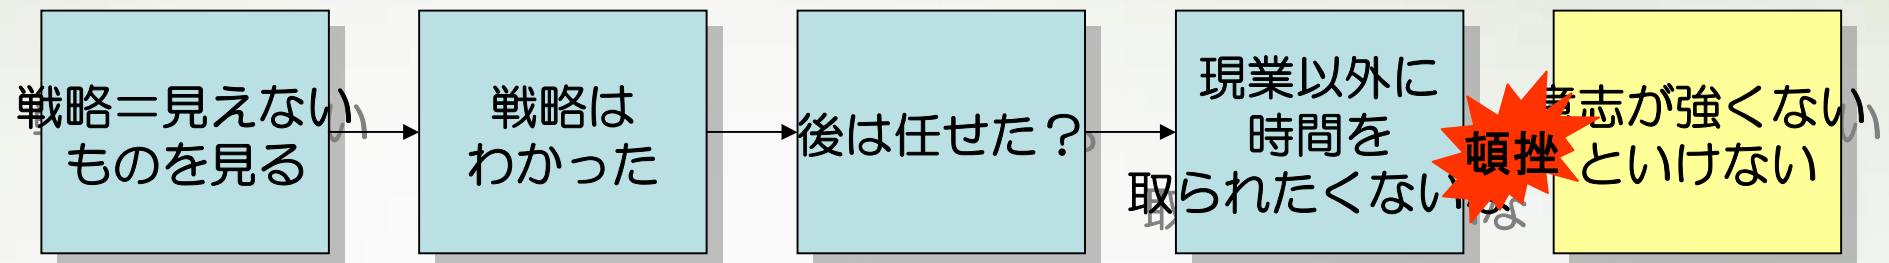 戦略＝見えない
ものを見る
戦略は
わかった
後は任せた？
現業以外に
時間を
取られたくないな
頓挫
意志が強くない
といけない